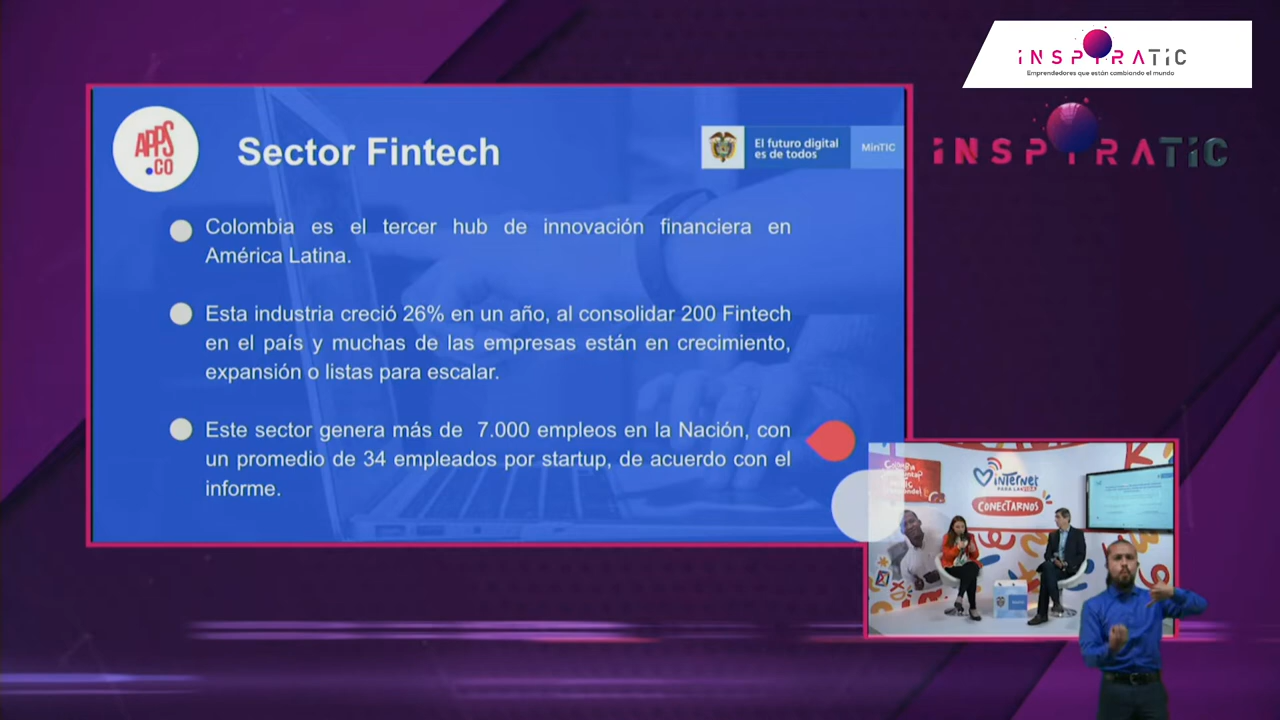 INSPIRATIC
Emprendedores que están cambiando el mundo
INSPIRATIC
APPS
.CO
Sector Fintech
El futuro digital
es de todos
MinTIC
Colombia es el tercer hub de innovación financiera en
América Latina.
Esta industria creció 26% en un año, al consolidar 200 Fintech
en el país y muchas de las empresas están en crecimiento,
expansión o listas para escalar.
Este sector genera más de 7.000 empleos en la Nación, con
un promedio de 34 empleados por startup, de acuerdo con el
informe.
internet
PARA LAS VIDAS
CONECTARNOS